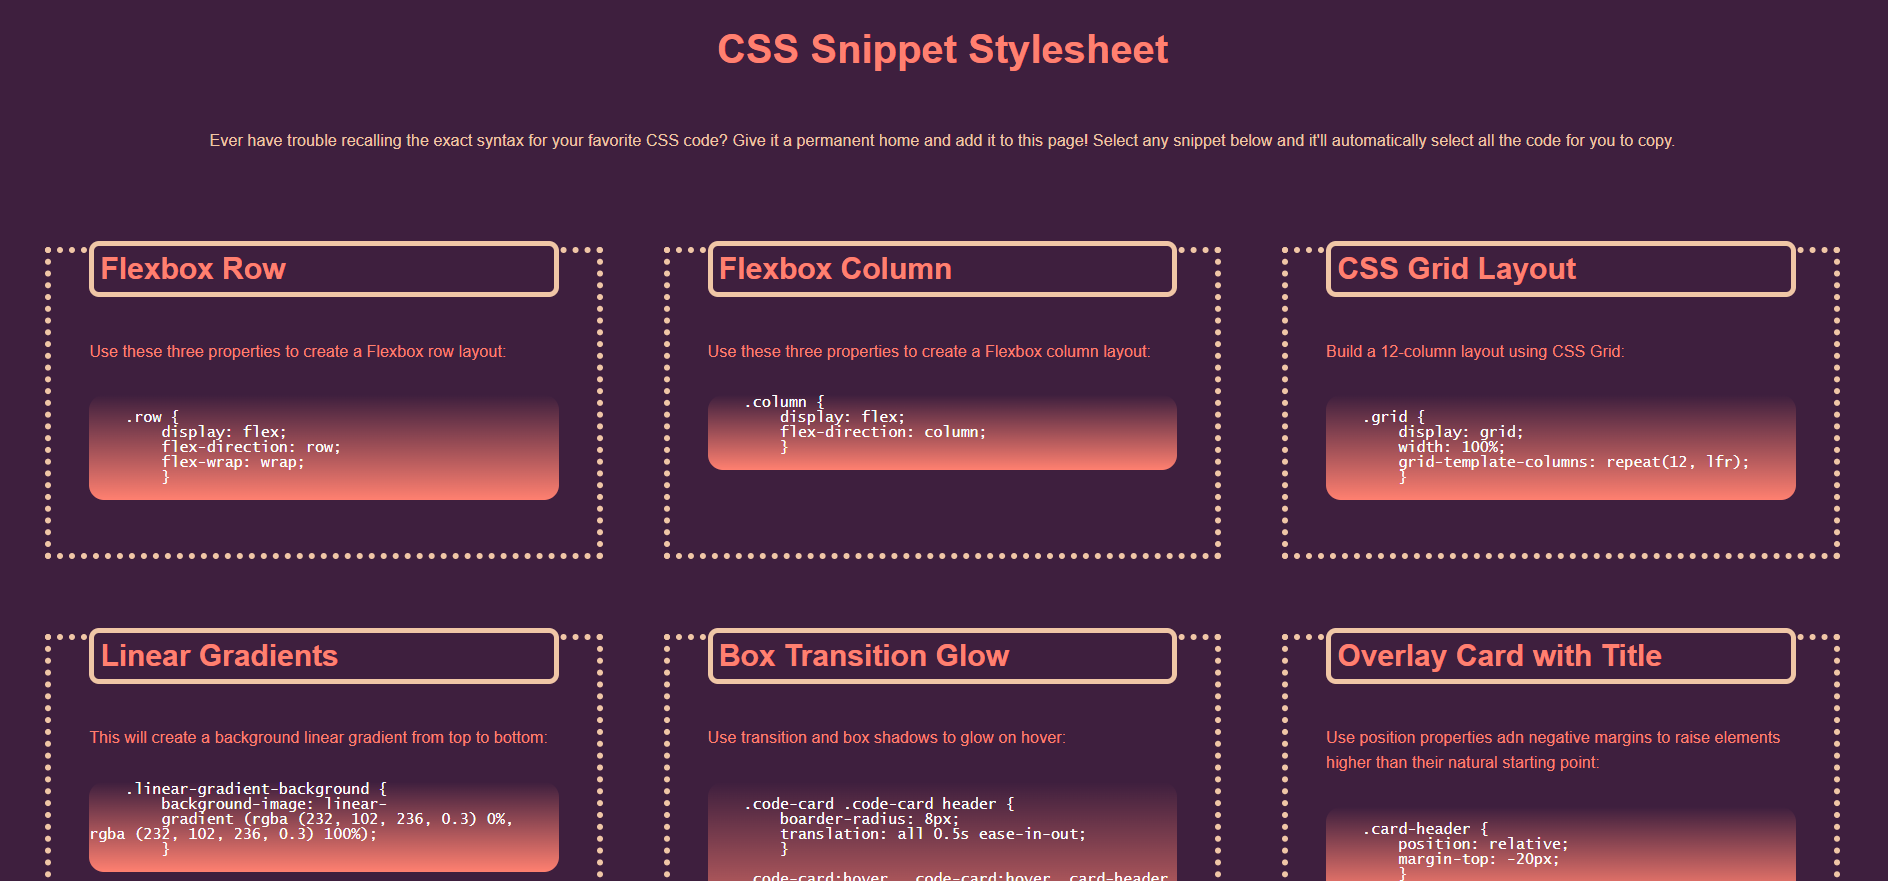 CSS Snippet Stylesheet
Ever have trouble recalling the exact syntax for your favorite CSS code? Give it a permanent home and add it to this page! Select any snippet below and it'll automatically select all the code for you to copy.
Flexbox Row
Use these three properties to create a Flexbox row layout:
.row {
display: flex;
flex-direction: row;
flex-wrap: wrap;
}
Flexbox Column
Use these three properties to create a Flexbox column layout:
.column {
display: flex;
flex-direction: column;
}
CSS Grid Layout
Build a 12-column layout using CSS Grid:
.grid {
display: grid;
width: 100%;
grid-template-columns: repeat(12, lfr);
}
Linear Gradients
This will create a background linear gradient from top to bottom:
.linear-gradient-background {
background-image: linear-
gradient (rgba (232, 102, 236, 0.3) 0%,
rgba (232, 102, 236, 0.3) 100%);
}
Box Transition Glow
Use transition and box shadows to glow on hover:
.code-card .code-card header {
boarder-radius: 8px;
translation: all 0.5s ease-in-out;
}
.code-card:hover, .code-card:hover .card-header
Overlay Card with Title
Use position properties adn negative margins to raise elements
higher than their natural starting point:
.card-header {
position: relative;
margin-top: -20px;
}